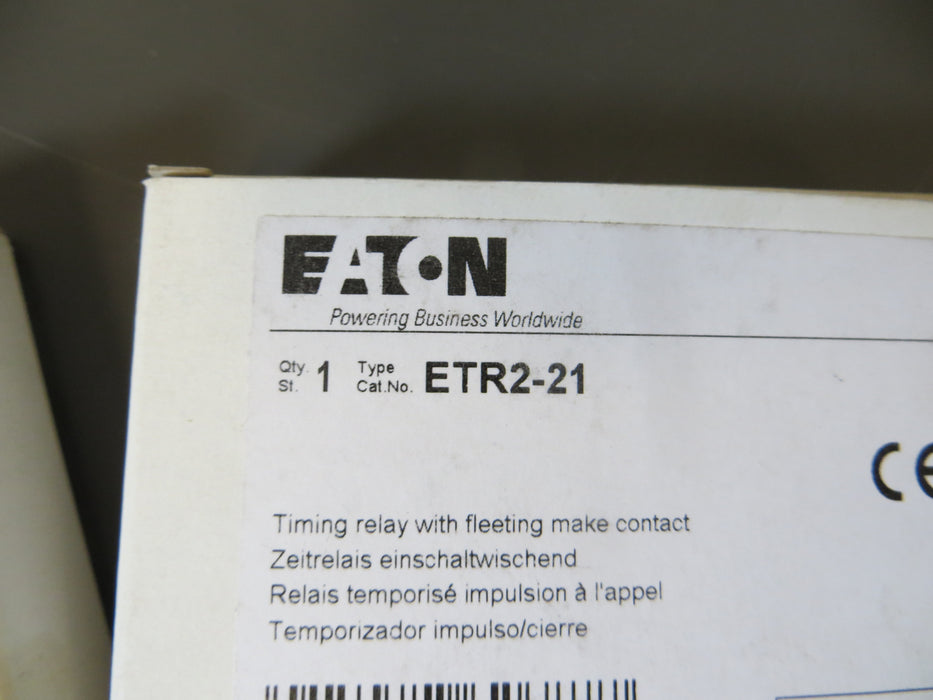 EATON
Powering Business Worldwide
Qty. 1 Type ETR2-21
St. Cat.No.
CE
Timing relay with fleeting make contact
Zeitrelais einschaltwischend
Relais temporisé impulsion à l'appel
Temporizador impulso/cierre